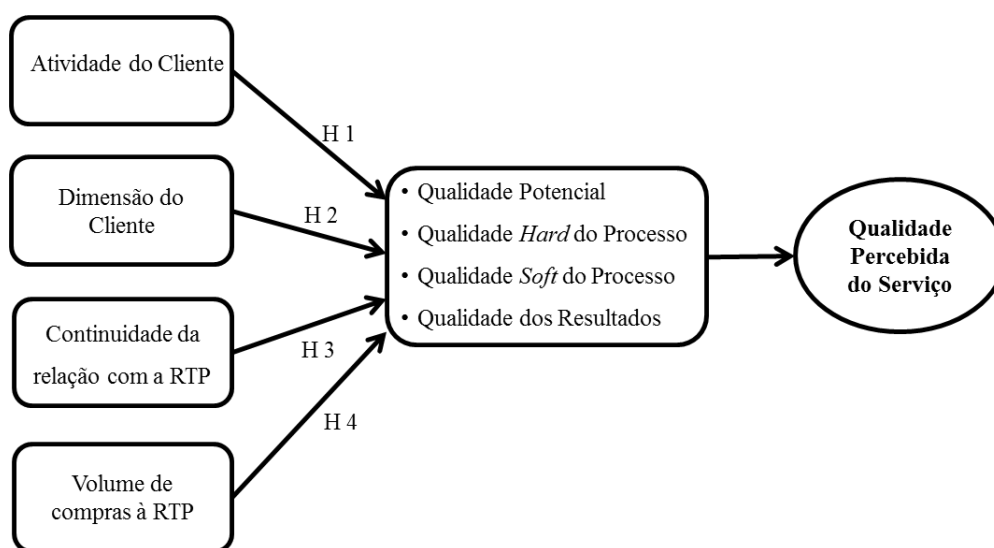 Atividade do Cliente
H 1
Dimensão do
Cliente
H 2
Continuidade da
relação com a RTP
H 3
Volume de
compras à RTP
H 4
• Qualidade Potencial
• Qualidade Hard do Processo
• Qualidade Soft do Processo
• Qualidade dos Resultados
Qualidade
Percebida
do Serviço